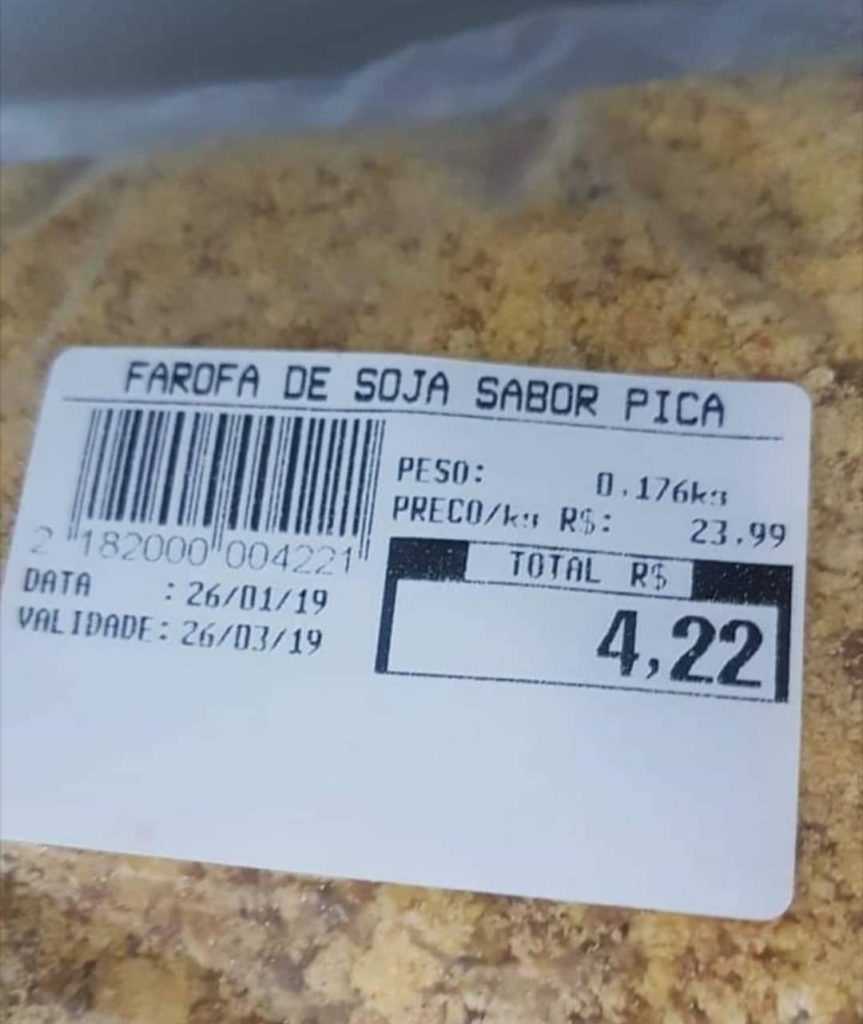 FAROFA DE SOJA SABOR PICA
PESO: 0.176kg
PRECO/kg R$: 23.99
2 182000 004221
TOTAL R$
DATA : 26/01/19
4,22
VALIDADE: 26/03/19